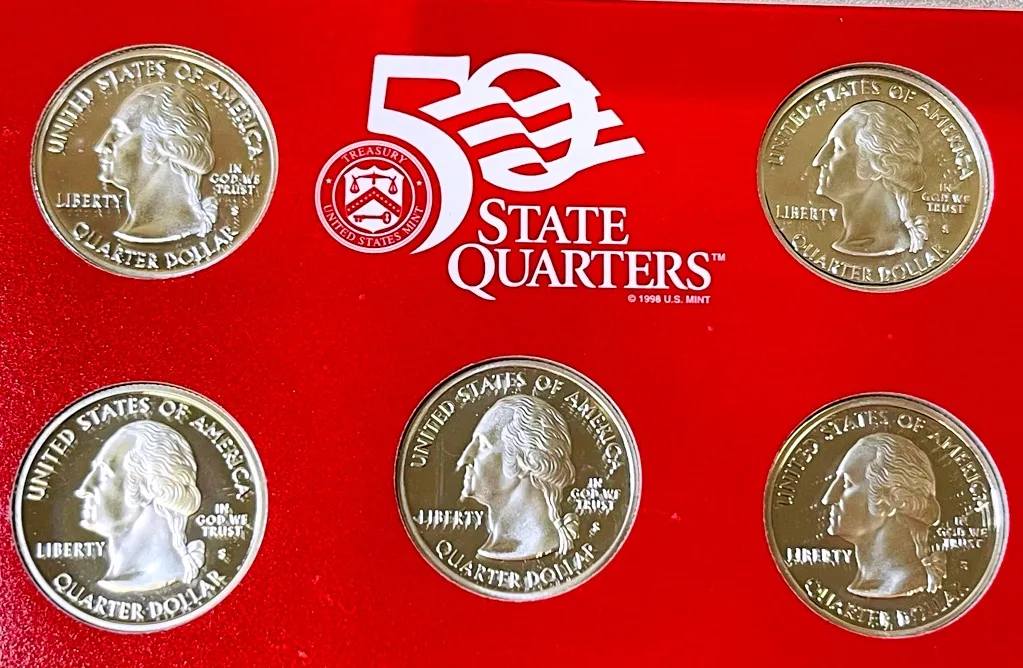 UNITED STATES OF AMERICA
LIBERTY
IN
GOD WE
TRUST
S
QUARTER DOLLAR
50
TREASURY
UNITED STATES MINT
STATE
QUARTERS™
© 1998 U.S. MINT
UNITED STATES OF AMERICA
LIBERTY
IN
GOD WE
TRUST
S
QUARTER DOLLAR
UNITED STATES OF AMERICA
LIBERTY
IN
GOD WE
TRUST
S
QUARTER DOLLAR
UNITED STATES OF AMERICA
LIBERTY
IN
GOD WE
TRUST
S
QUARTER DOLLAR
UNITED STATES OF AMERICA
LIBERTY
IN
GOD WE
TRUST
S
QUARTER DOLLAR